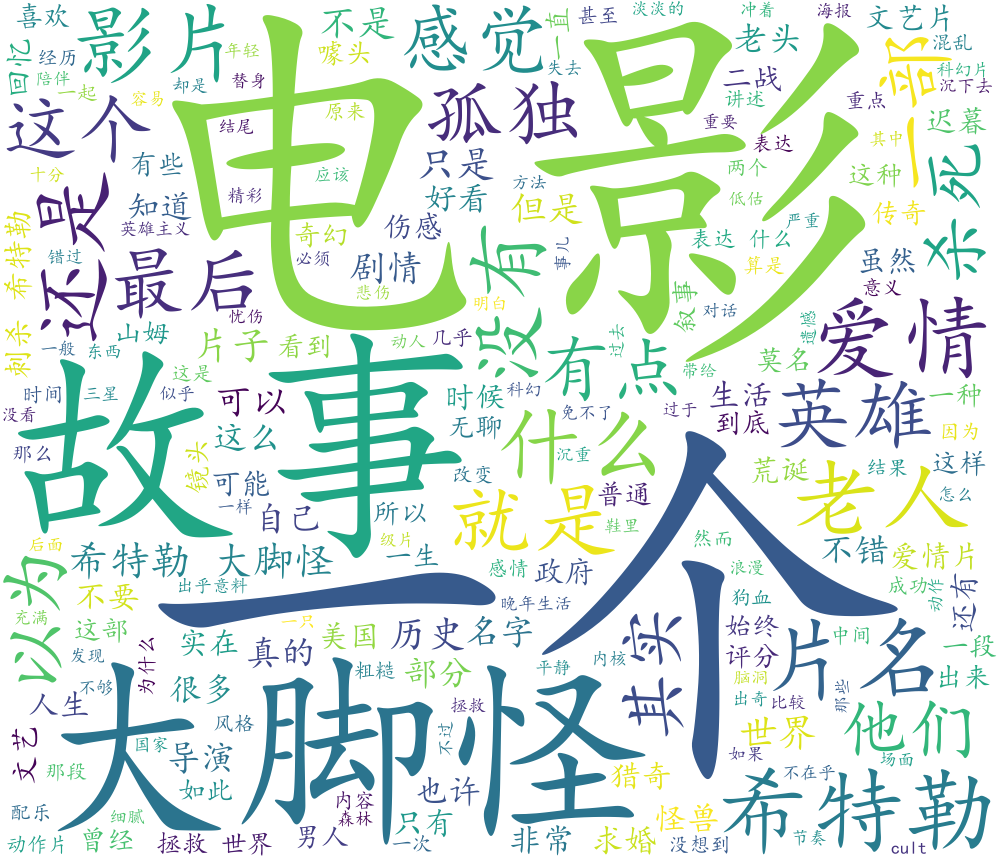 喜欢
影片
不是
感觉
一直
甚至
淡淡的
冲着
海报
文艺片
回忆
经历
年轻
噱头
老头
一部
混乱
陪伴
却是
替身
失去
二战
科幻片
沉下去
一起
容易
原来
讲述
重点
这个
电影
孤独
结尾
重要
其中
迟暮
有些
只是
表达
十分
精彩
应该
方法
两个
这种
杀死
知道
好看
但是
低估
传奇
严重
英雄主义
伤感
还是
希特勒
奇幻
没有
事儿
表达
什么
错过
最后
必须
剧情
算是
虽然
忧伤
悲伤
意义
刺杀
山姆
明白
叙事
对话
遗憾
爱情
一般
东西
片子
看到
动人
几乎
过去
莫名
这是
有点
带给
时间
三星
似乎
时候
科幻
生活
英雄
一种
没看
可以
无聊
免不了
过于
到底
因为
故事
那么
这么
什么
沉重
镜头
改变
荒诞
结果
这样
可能
老人
怎么
一样
自己
所以
就是
普通
鞋里
后面
级片
然而
不错
爱情片
希特勒
大脚怪
一生
感情
政府
浪漫
以为
出乎意料
一个
成功
动作
还有
不要
晚年生活
狗血
充满
一只
这部
实在
美国
历史
名字
始终
片名
中间
一段
发现
为什么
真的
平静
内核
其实
评分
粗糙
部分
脑洞
出来
人生
不够
很多
大脚怪
拯救
出奇
比较
那些
风格
世界
他们
文艺
国家
不过
如果
导演
场面
那段
猎奇
不在乎
如此
也许
希特勒
配乐
细腻
内容
怪兽
森林
只有
动作片
曾经
拯救
世界
男人
一次
非常
求婚
没想到
节奏
cult